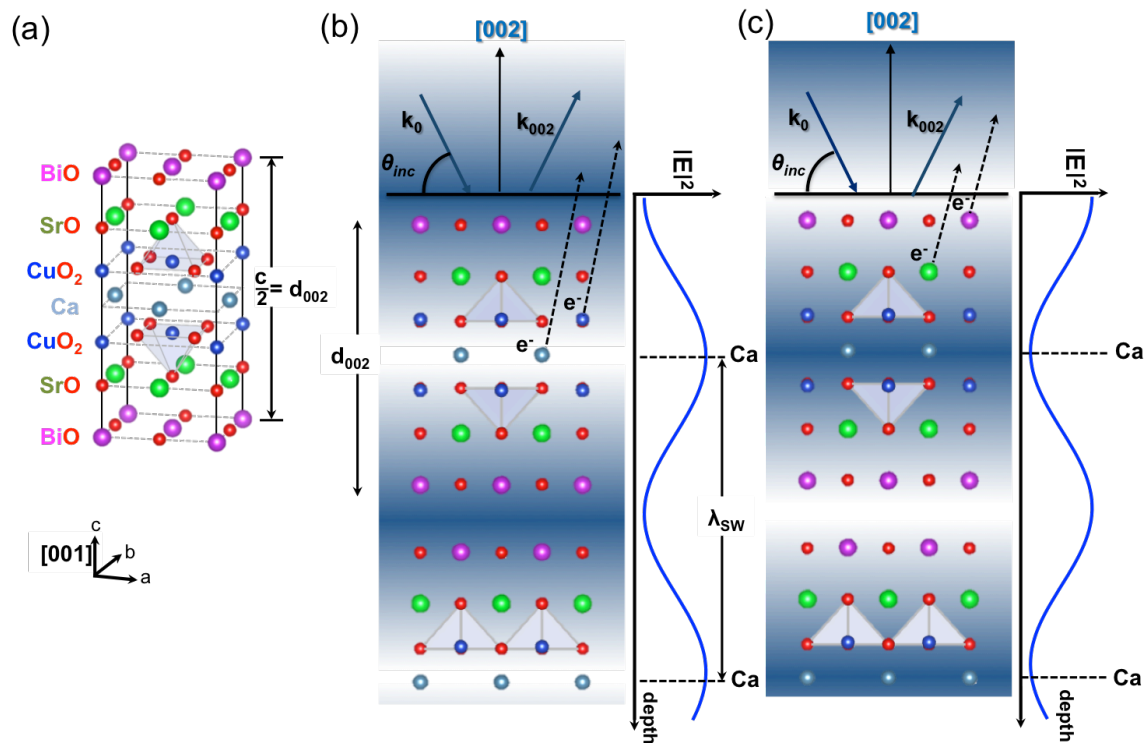 (a)
BiO
SrO
CuO₂
Ca
CuO₂
SrO
BiO
c/2 = d₀₀₂
[001]
c
b
a
(b)
[002]
k₀
k₀₀₂
θinc
|E|²
e⁻
e⁻
d₀₀₂
Ca
λSW
Ca
depth
(c)
[002]
k₀
k₀₀₂
θinc
|E|²
e⁻
e⁻
Ca
Ca
depth